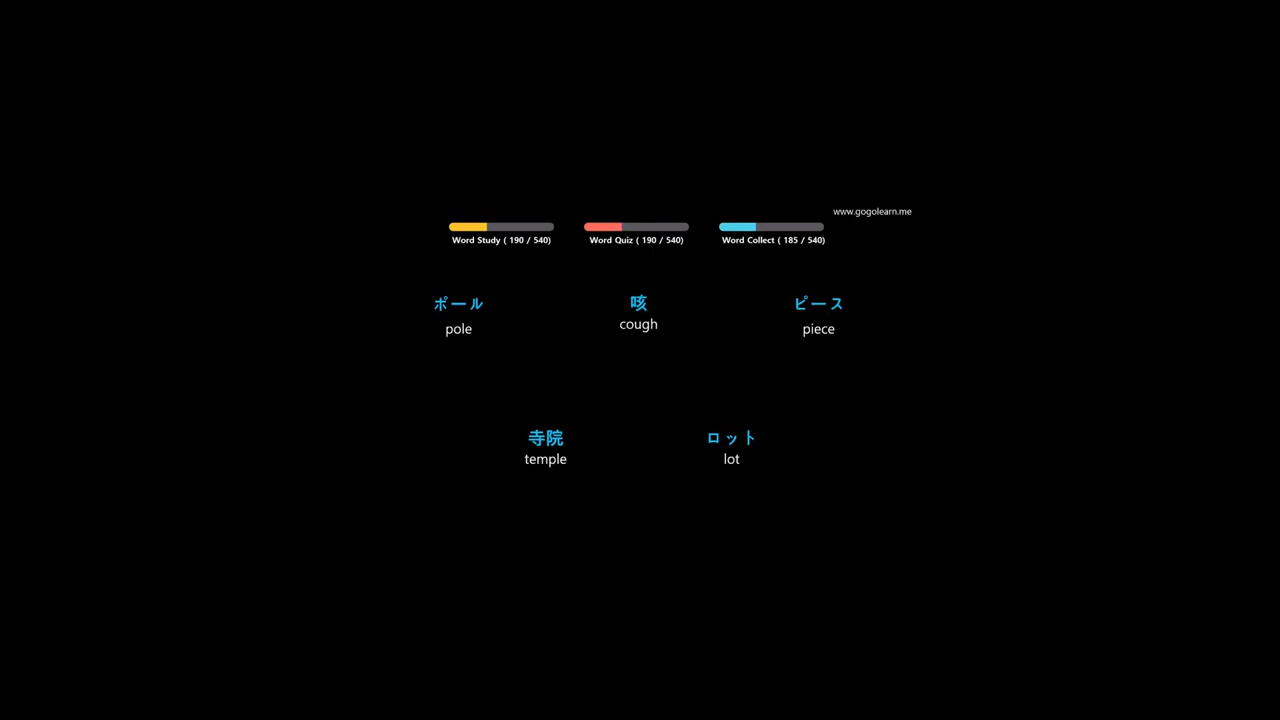 www.gogolearn.me
Word Study ( 190 / 540)
Word Quiz ( 190 / 540)
Word Collect ( 185 / 540)
ポール
咳
ピース
pole
cough
piece
寺院
ロット
temple
lot